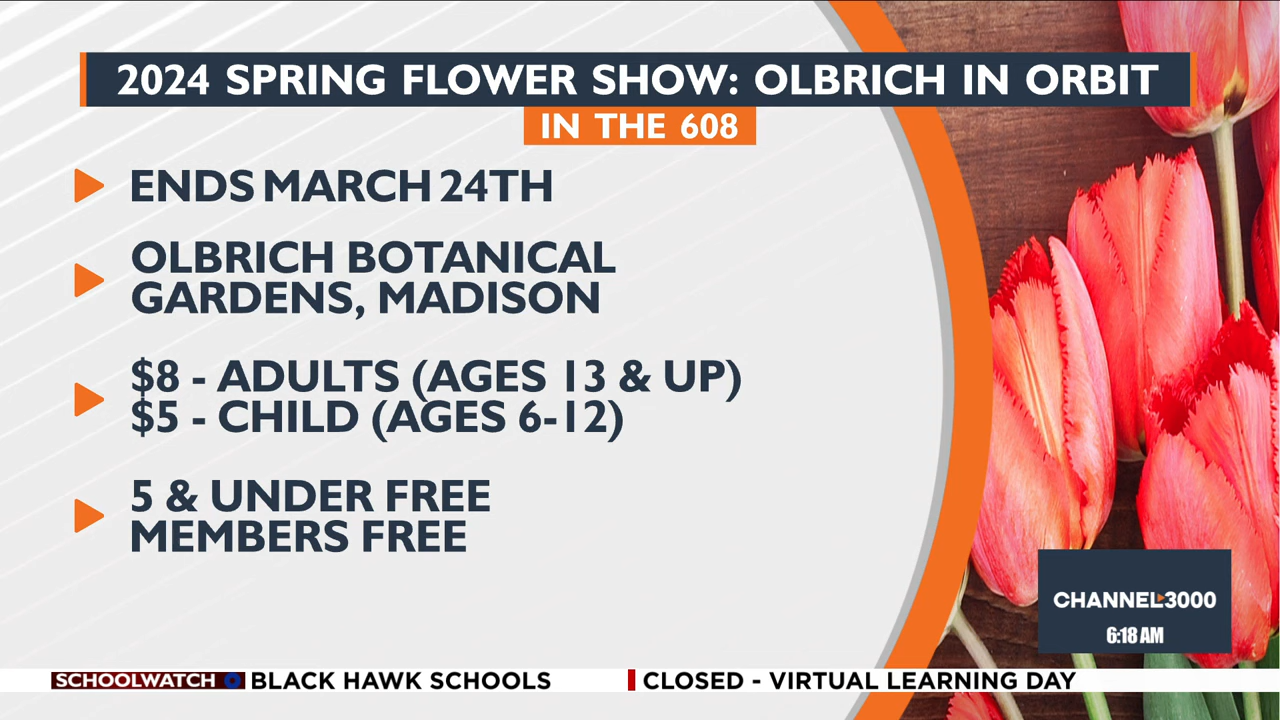 2024 SPRING FLOWER SHOW: OLBRICH IN ORBIT
IN THE 608
ENDS MARCH 24TH
OLBRICH BOTANICAL
GARDENS, MADISON
$8 - ADULTS (AGES 13 & UP)
$5 - CHILD (AGES 6-12)
5 & UNDER FREE
MEMBERS FREE
CHANNEL3000
6:18 AM
SCHOOLWATCH BLACK HAWK SCHOOLS CLOSED - VIRTUAL LEARNING DAY